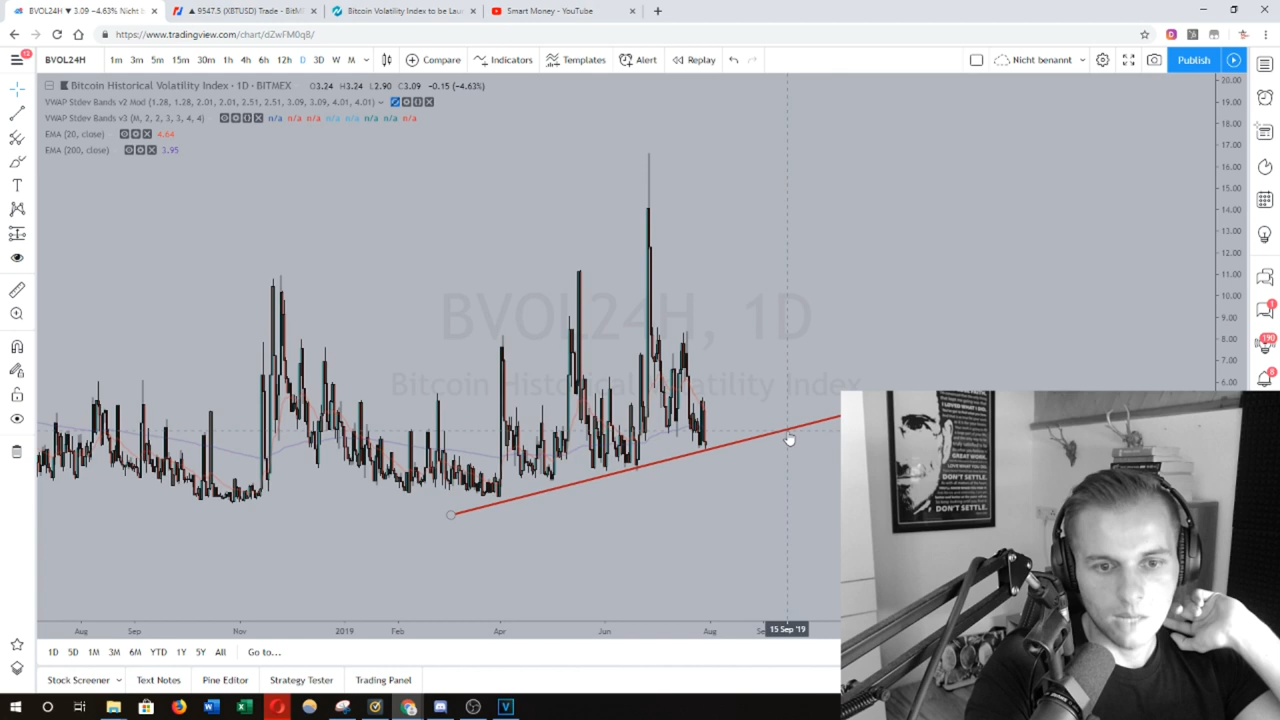 BVOL24H ▼ 3.09 −4.63% Nicht b
▲ 9547.5 (XBTUSD) Trade - BitME
Bitcoin Volatility Index to be Lau
Smart Money - YouTube
https://www.tradingview.com/chart/dZwFM0q8/
12
BVOL24H
1m 3m 5m 15m 30m 1h 4h 6h 12h D 3D W M
Compare
Indicators
Templates
Alert
Replay
Nicht benannt
Publish
Bitcoin Historical Volatility Index · 1D · BITMEX O3.24 H3.24 L2.90 C3.09 -0.15 (-4.63%)
VWAP Stdev Bands v2 Mod (1.28, 1.28, 2.01, 2.01, 2.51, 2.51, 3.09, 3.09, 4.01, 4.01)
VWAP Stdev Bands v3 (M, 2, 2, 3, 3, 4, 4) n/a n/a n/a n/a n/a n/a n/a
EMA (20, close) 4.64
EMA (200, close) 3.95
BVOL24H, 1D
Bitcoin Historical Volatility Index
20.00
19.00
18.00
17.00
16.00
15.00
14.00
13.00
12.00
11.00
10.00
9.00
8.00
7.00
6.00
1
190
8
Aug Sep Nov 2019 Feb Apr Jun Aug 15 Sep '19
1D 5D 1M 3M 6M YTD 1Y 5Y All Go to...
Stock Screener
Text Notes
Pine Editor
Strategy Tester
Trading Panel
GREAT WORK.
DON'T SETTLE.
DON'T SETTLE.